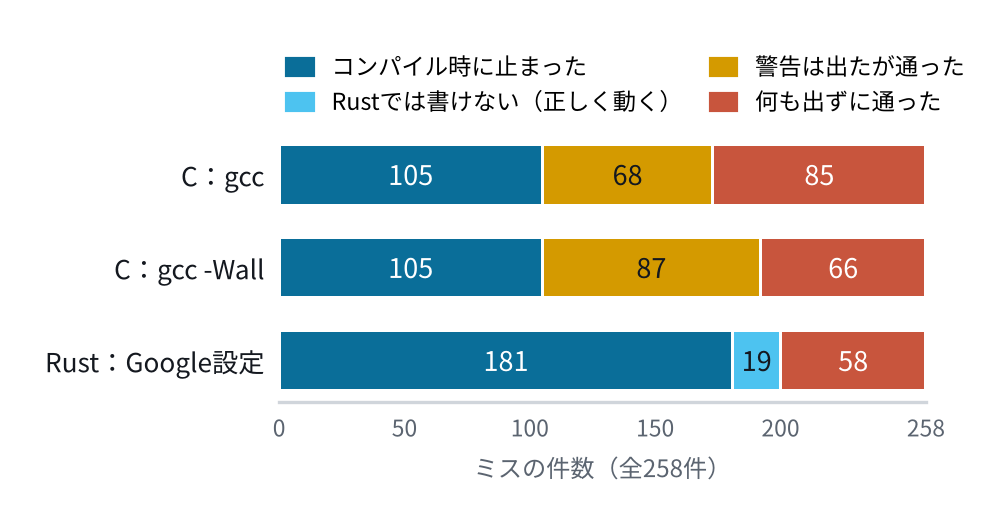 コンパイル時に止まった
警告は出たが通った
Rustでは書けない（正しく動く）
何も出ずに通った
C：gcc
105
68
85
C：gcc -Wall
105
87
66
Rust：Google設定
181
19
58
0
50
100
150
200
258
ミスの件数（全258件）